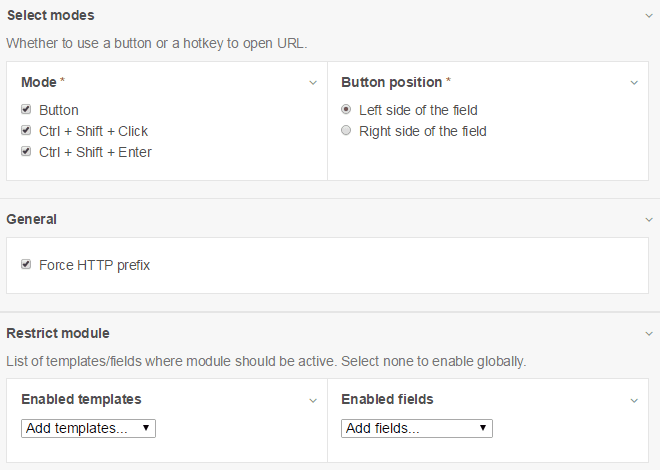 Select modes
Whether to use a button or a hotkey to open URL.
Mode *
Button
Ctrl + Shift + Click
Ctrl + Shift + Enter
Button position *
Left side of the field
Right side of the field
General
Force HTTP prefix
Restrict module
List of templates/fields where module should be active. Select none to enable globally.
Enabled templates
Add templates...
Enabled fields
Add fields...